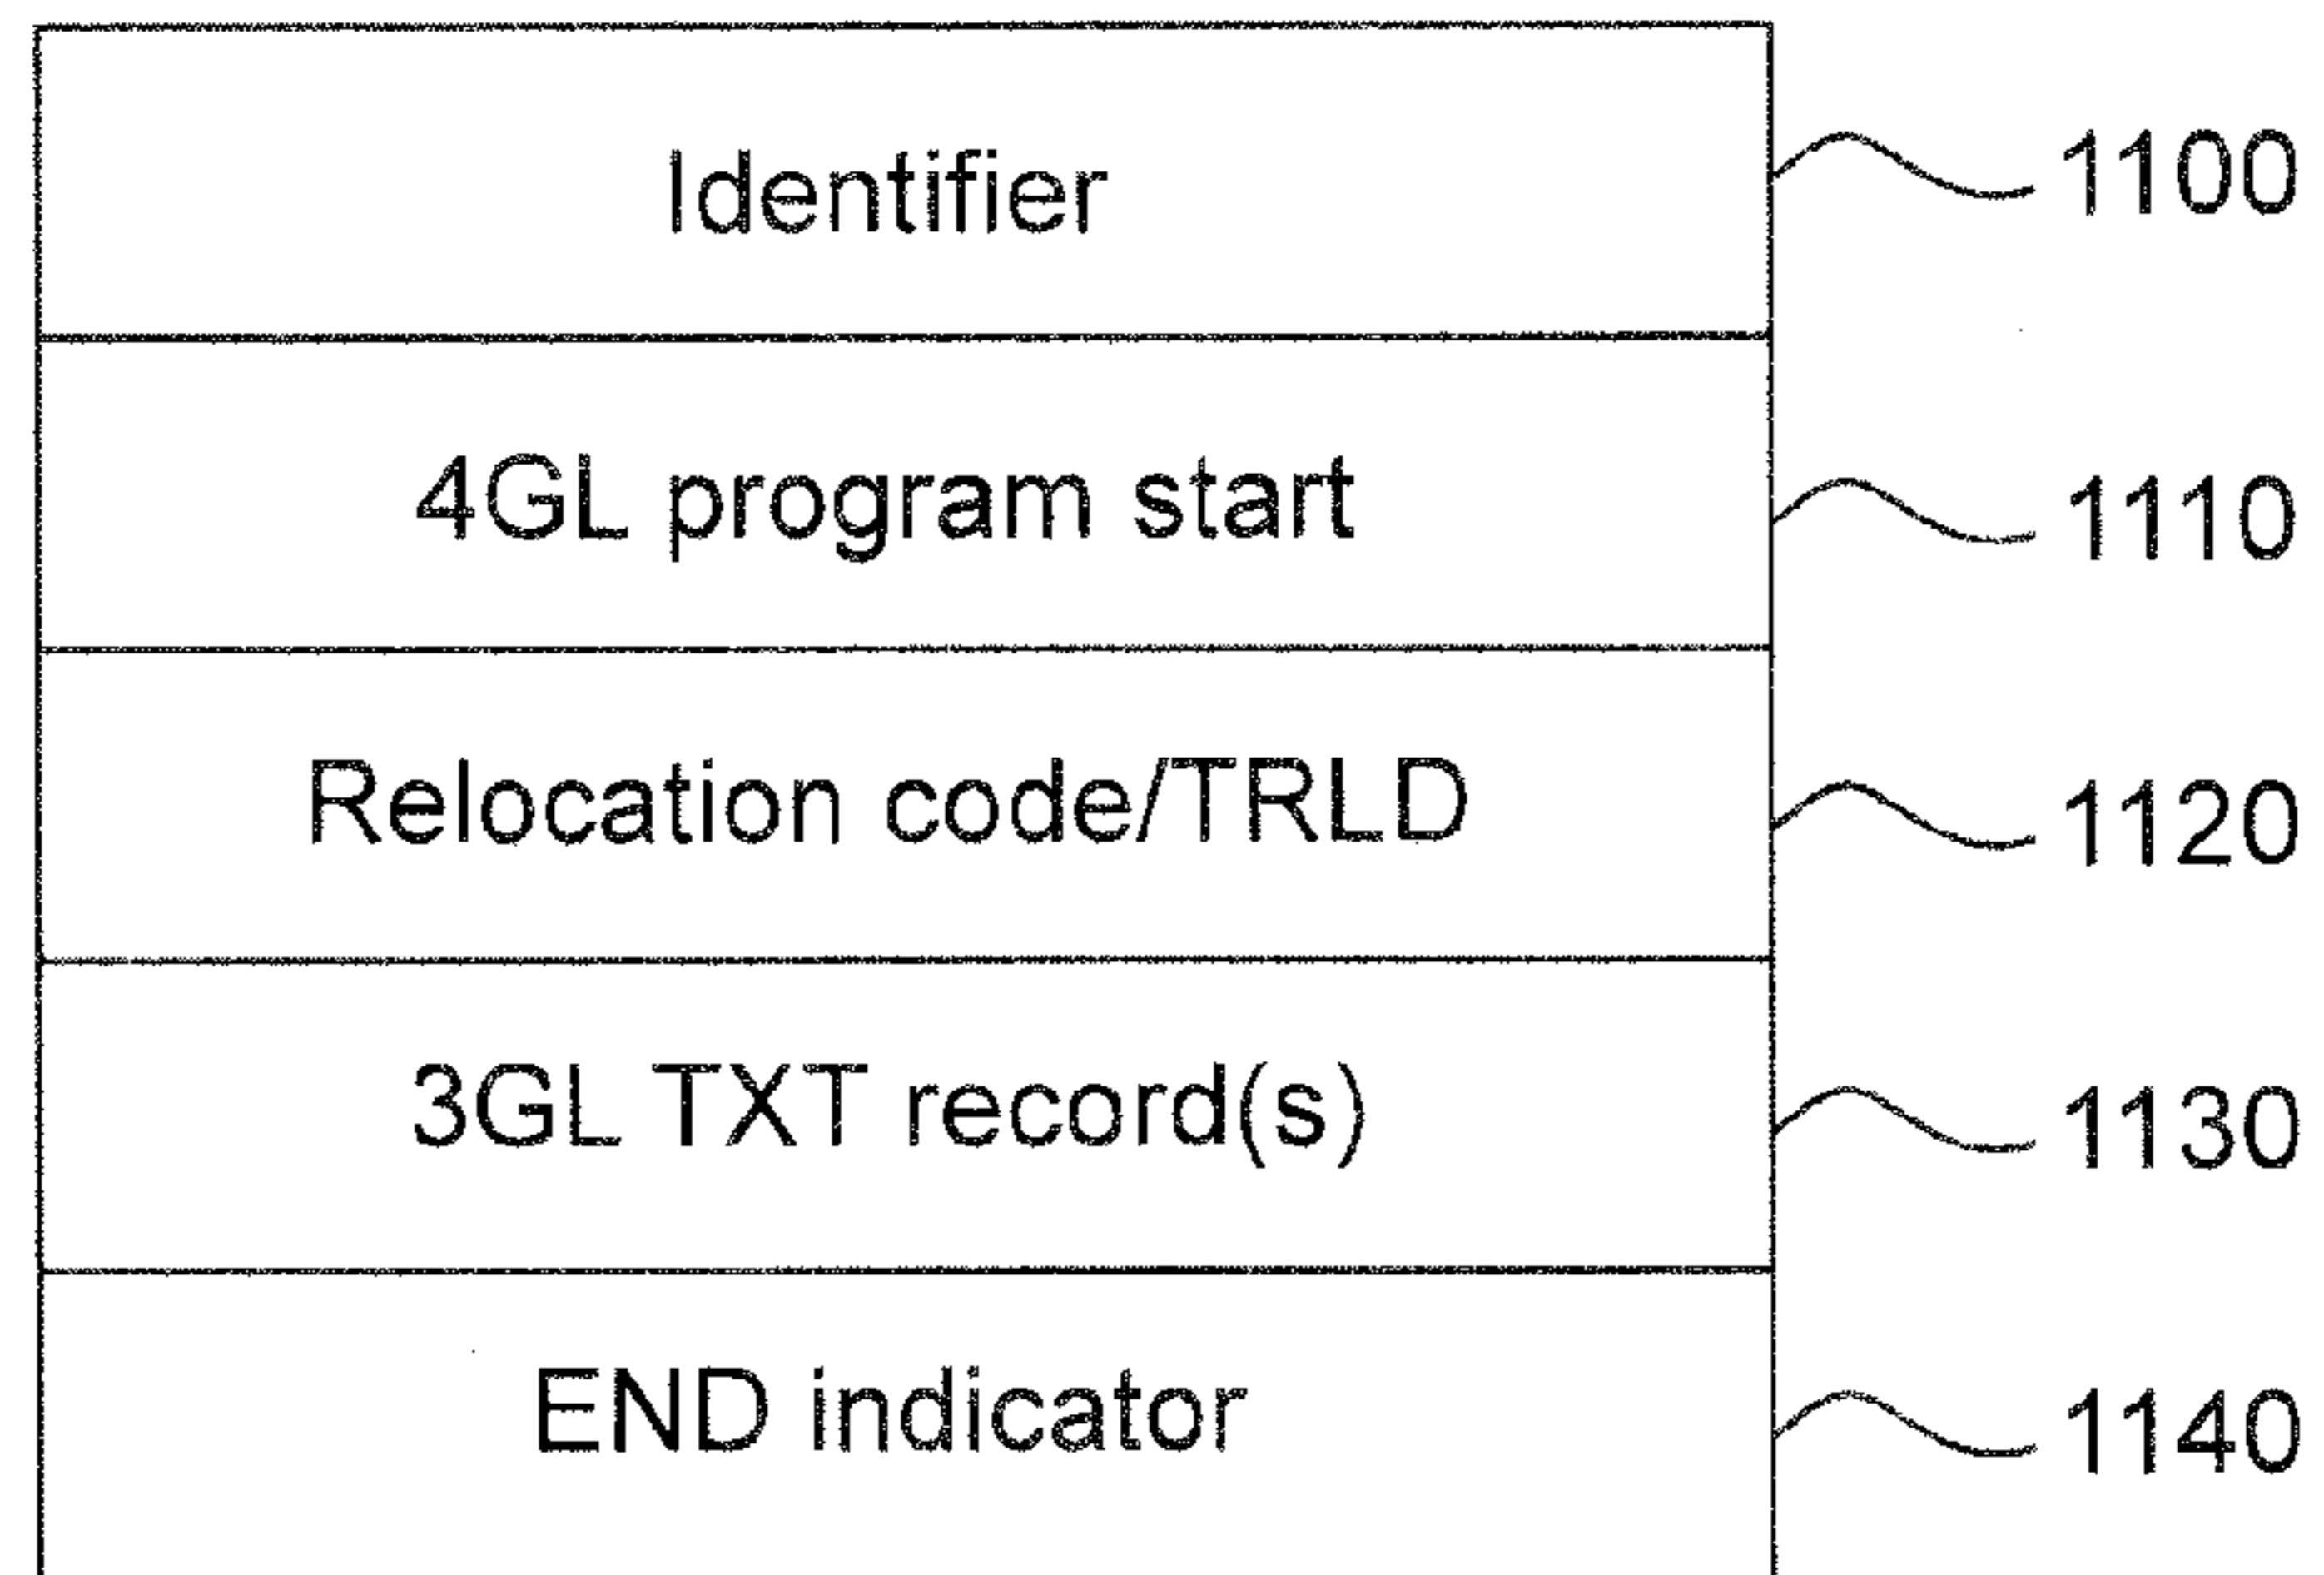 Identifier 1100
4GL program start 1110
Relocation code/TRLD 1120
3GL TXT record(s) 1130
END indicator 1140